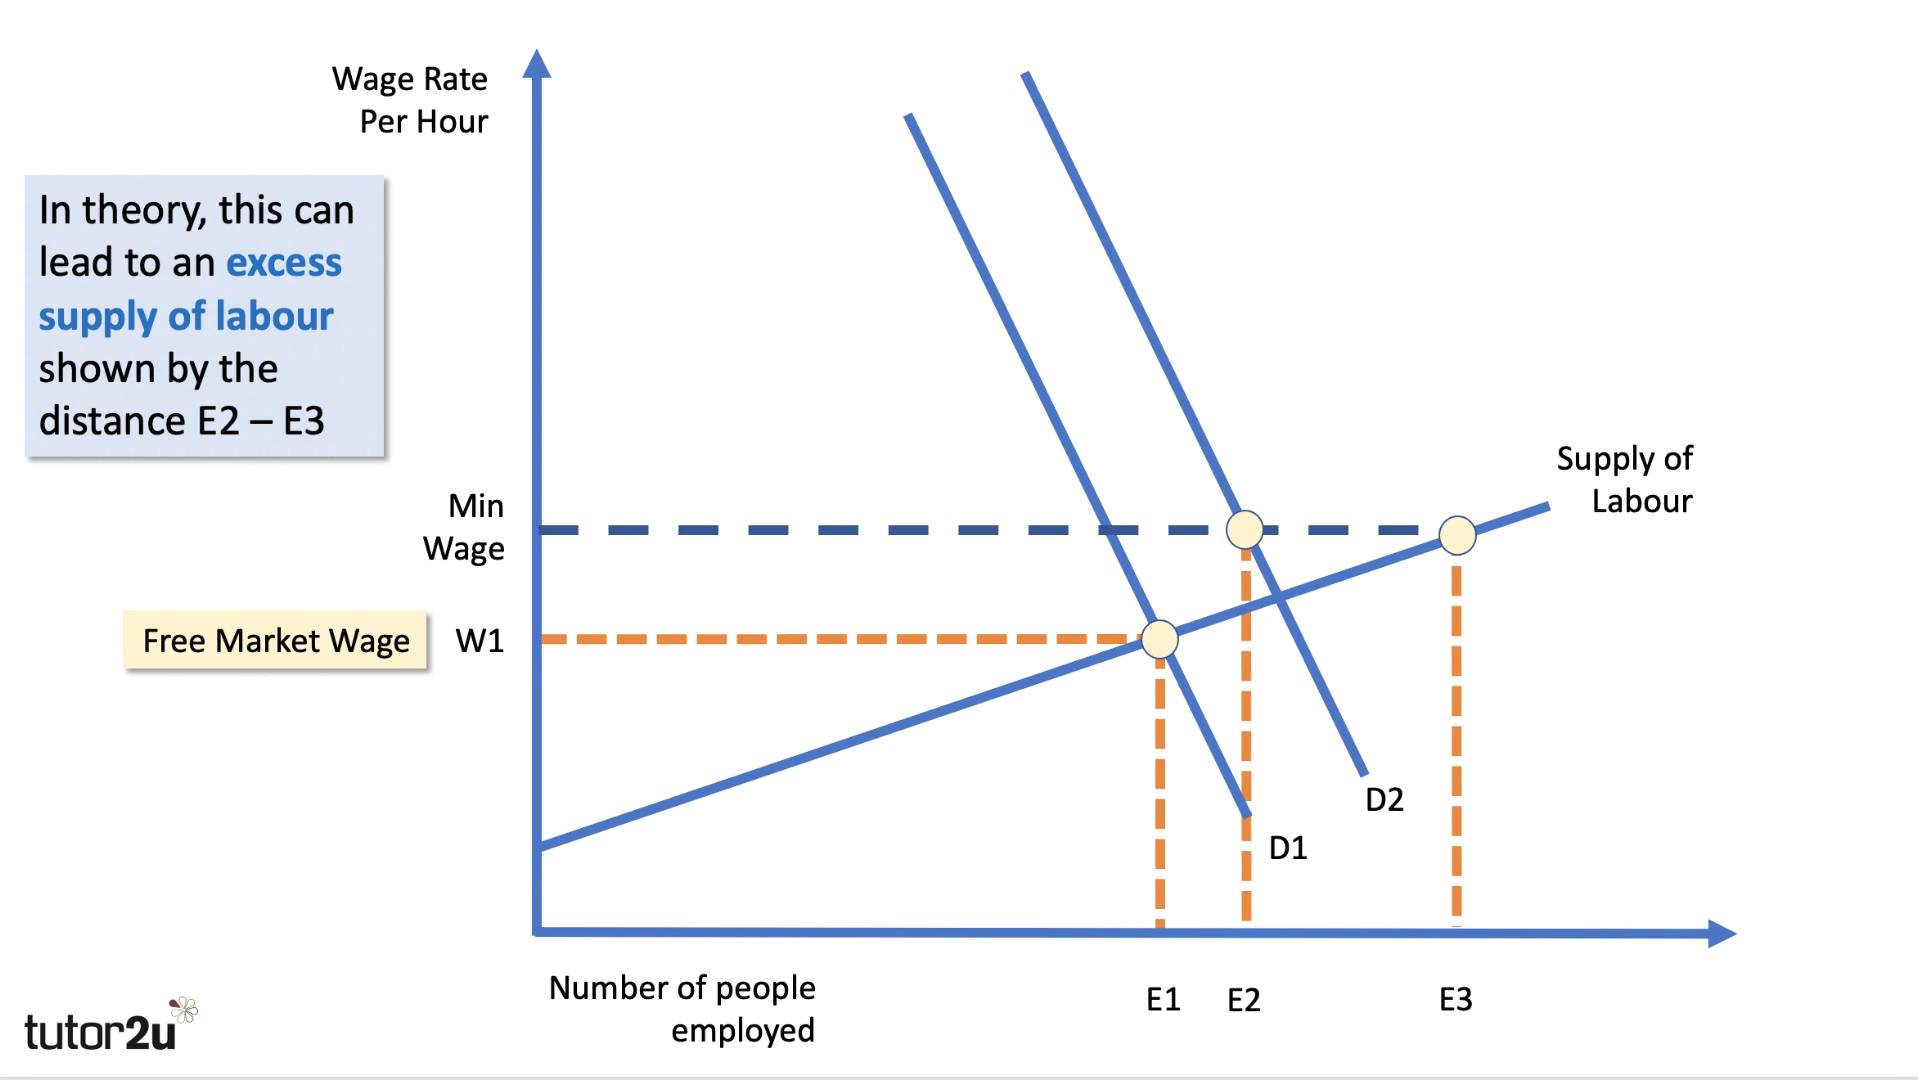 Wage Rate
Per Hour
In theory, this can
lead to an excess
supply of labour
shown by the
distance E2 – E3
Supply of
Labour
Min
Wage
Free Market Wage
W1
D2
D1
Number of people
employed
E1
E2
E3
tutor2u